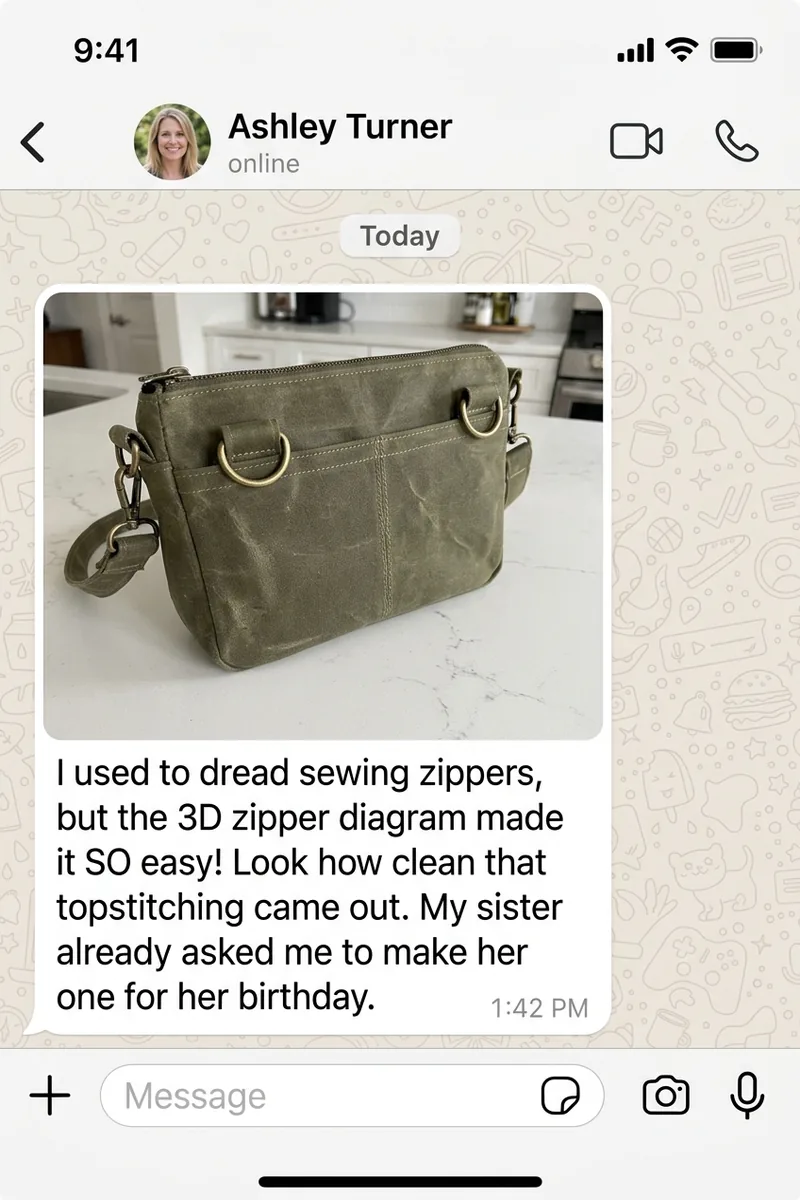 9:41
Ashley Turner
online
Today
I used to dread sewing zippers,
but the 3D zipper diagram made
it SO easy! Look how clean that
topstitching came out. My sister
already asked me to make her
one for her birthday.
1:42 PM
Message